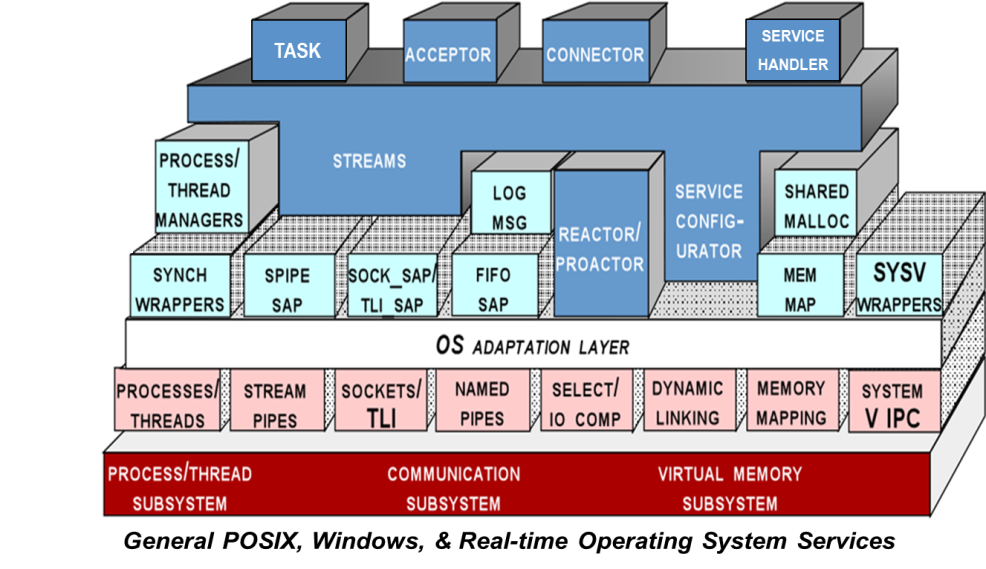 TASK
ACCEPTOR
CONNECTOR
SERVICE
HANDLER
STREAMS
SERVICE
CONFIG-
URATOR
PROCESS/
THREAD
MANAGERS
LOG
MSG
REACTOR/
PROACTOR
SHARED
MALLOC
SYNCH
WRAPPERS
SPIPE
SAP
SOCK_SAP/
TLI_SAP
FIFO
SAP
MEM
MAP
SYSV
WRAPPERS
OS ADAPTATION LAYER
PROCESSES/
THREADS
STREAM
PIPES
SOCKETS/
TLI
NAMED
PIPES
SELECT/
IO COMP
DYNAMIC
LINKING
MEMORY
MAPPING
SYSTEM
V IPC
PROCESS/THREAD
SUBSYSTEM
COMMUNICATION
SUBSYSTEM
VIRTUAL MEMORY
SUBSYSTEM
General POSIX, Windows, & Real-time Operating System Services